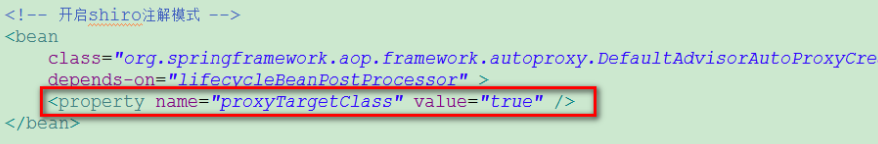 <!-- 开启shiro注解模式 -->
<bean
class="org.springframework.aop.framework.autoproxy.DefaultAdvisorAutoProxyCre
depends-on="lifecycleBeanPostProcessor" >
<property name="proxyTargetClass" value="true" />
</bean>